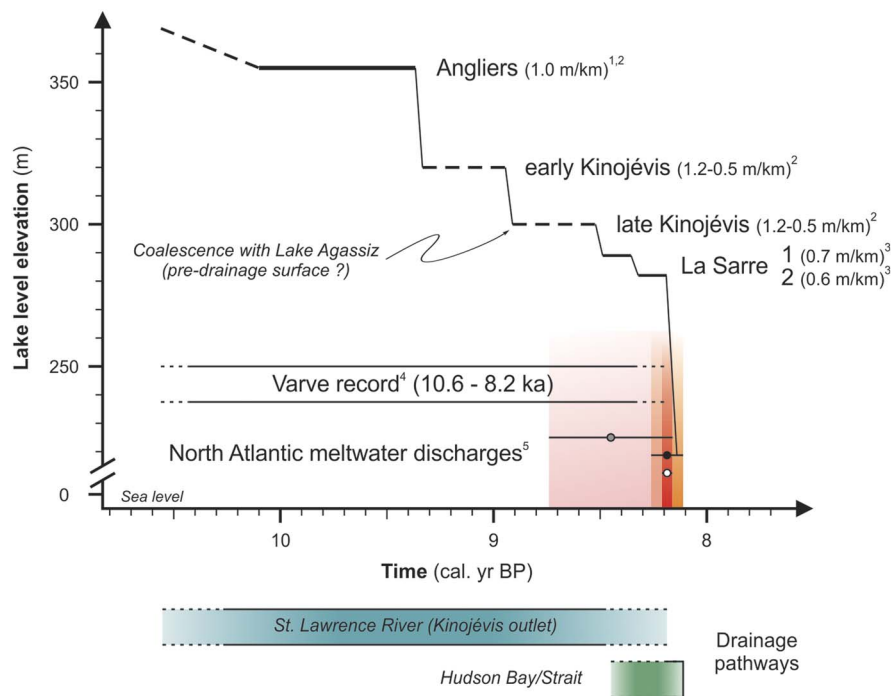 Angliers (1.0 m/km)1,2
350
early Kinojévis (1.2-0.5 m/km)2
300
late Kinojévis (1.2-0.5 m/km)2
Coalescence with Lake Agassiz
(pre-drainage surface ?)
La Sarre 1 (0.7 m/km)3
2 (0.6 m/km)3
Lake level elevation (m)
250
Varve record4 (10.6 - 8.2 ka)
North Atlantic meltwater discharges5
0
Sea level
10
9
8
Time (cal. yr BP)
St. Lawrence River (Kinojévis outlet)
Drainage
pathways
Hudson Bay/Strait